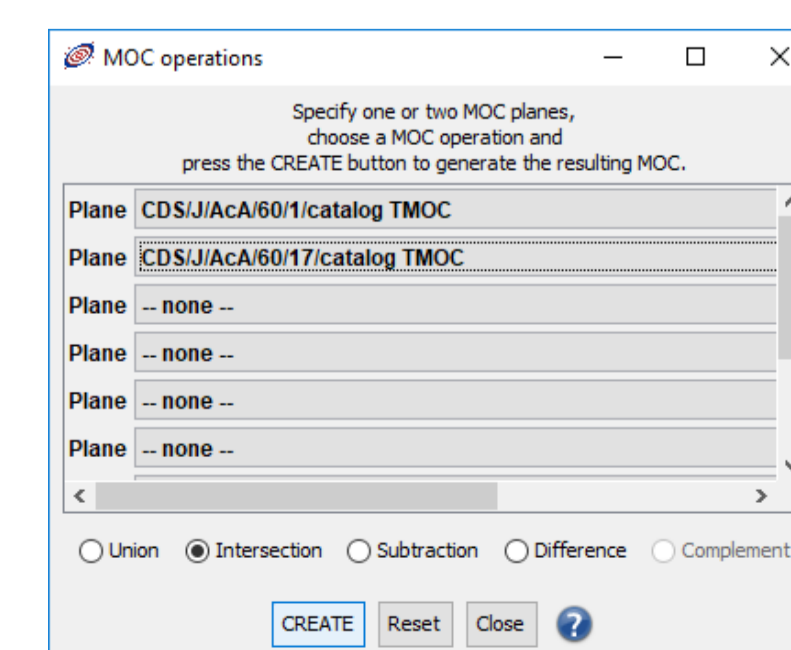 MOC operations
Specify one or two MOC planes,
choose a MOC operation and
press the CREATE button to generate the resulting MOC.
Plane CDS/J/AcA/60/1/catalog TMOC
Plane CDS/J/AcA/60/17/catalog TMOC
Plane -- none --
Plane -- none --
Plane -- none --
Plane -- none --
Union Intersection Subtraction Difference Complement
CREATE Reset Close ?